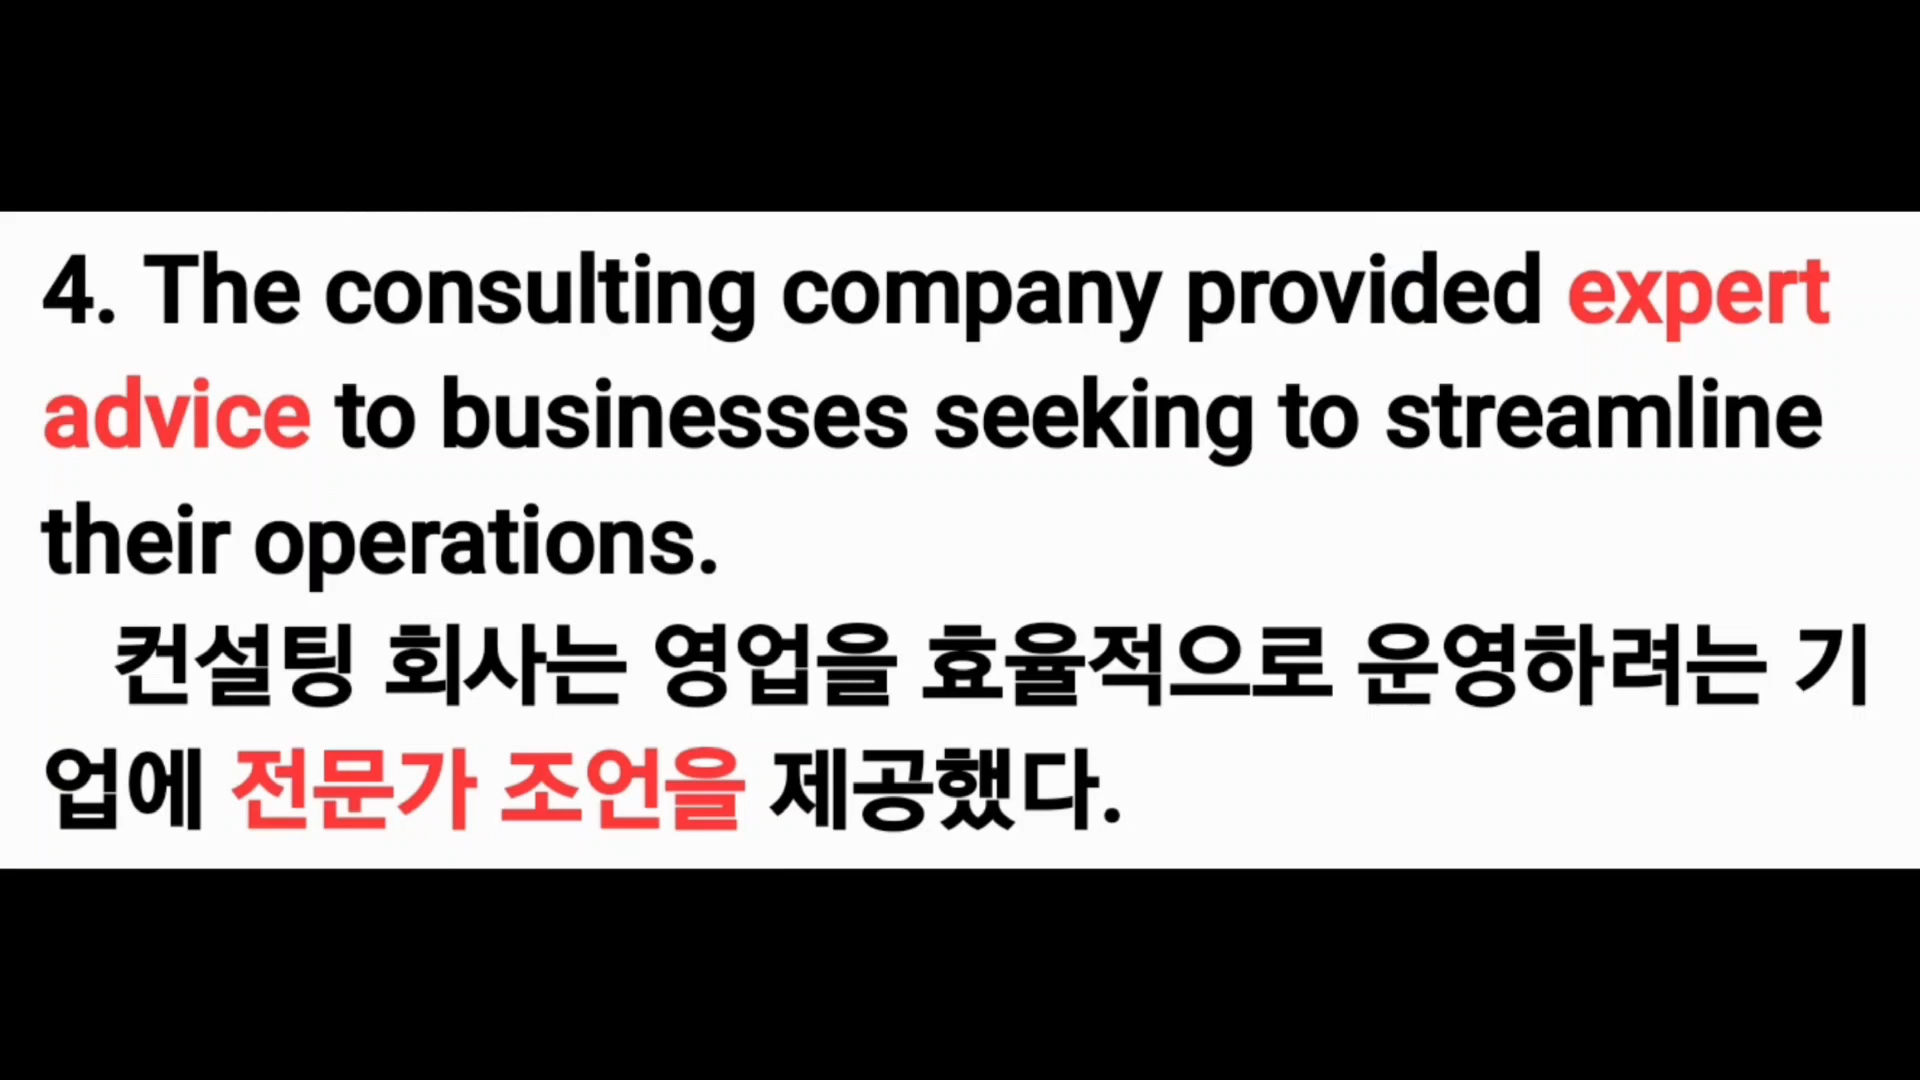 4. The consulting company provided expert
advice to businesses seeking to streamline
their operations.
컨설팅 회사는 영업을 효율적으로 운영하려는 기
업에 전문가 조언을 제공했다.